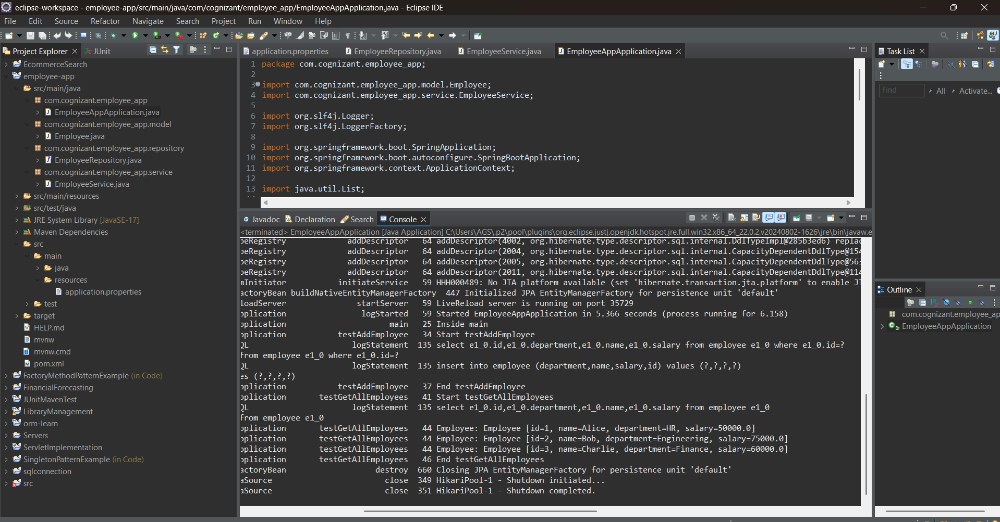 eclipse-workspace - employee-app/src/main/java/com/cognizant/employee_app/EmployeeAppApplication.java - Eclipse IDE
File Edit Source Refactor Navigate Search Project Run Window Help
Project Explorer
JUnit
EcommerceSearch
employee-app
src/main/java
com.cognizant.employee_app
EmployeeAppApplication.java
com.cognizant.employee_app.model
Employee.java
com.cognizant.employee_app.repository
EmployeeRepository.java
com.cognizant.employee_app.service
EmployeeService.java
src/main/resources
src/test/java
JRE System Library [JavaSE-17]
Maven Dependencies
src
main
java
resources
application.properties
test
target
HELP.md
mvnw
mvnw.cmd
pom.xml
FactoryMethodPatternExample (in Code)
FinancialForecasting
JUnitMavenTest
LibraryManagement
orm-learn
Servers
ServletImplementation
SingletonPatternExample (in Code)
sqlconnection
src
application.properties EmployeeRepository.java EmployeeService.java EmployeeAppApplication.java
1 package com.cognizant.employee_app;
2
3 import com.cognizant.employee_app.model.Employee;
4 import com.cognizant.employee_app.service.EmployeeService;
5
6 import org.slf4j.Logger;
7 import org.slf4j.LoggerFactory;
8
9 import org.springframework.boot.SpringApplication;
10 import org.springframework.boot.autoconfigure.SpringBootApplication;
11 import org.springframework.context.ApplicationContext;
12
13 import java.util.List;
Javadoc Declaration Search Console
<terminated> EmployeeAppApplication [Java Application] C:\Users\AGS\.p2\pool\plugins\org.eclipse.justj.openjdk.hotspot.jre.full.win32.x86_64_22.0.2.v20240802-1626\jre\bin\javaw.e
peRegistry addDescriptor 64 addDescriptor(4002, org.hibernate.type.descriptor.sql.internal.DdlTypeImpl@285b3ed6) replac
peRegistry addDescriptor 64 addDescriptor(2004, org.hibernate.type.descriptor.sql.internal.CapacityDependentDdlType@154
peRegistry addDescriptor 64 addDescriptor(2005, org.hibernate.type.descriptor.sql.internal.CapacityDependentDdlType@563
peRegistry addDescriptor 64 addDescriptor(2011, org.hibernate.type.descriptor.sql.internal.CapacityDependentDdlType@114
mInitiator initiateService 59 HHH000489: No JTA platform available (set 'hibernate.transaction.jta.platform' to enable JT
actoryBean buildNativeEntityManagerFactory 447 Initialized JPA EntityManagerFactory for persistence unit 'default'
loadServer startServer 59 LiveReload server is running on port 35729
pplication logStarted 59 Started EmployeeAppApplication in 5.366 seconds (process running for 6.158)
pplication main 25 Inside main
pplication testAddEmployee 34 Start testAddEmployee
QL logStatement 135 select e1_0.id,e1_0.department,e1_0.name,e1_0.salary from employee e1_0 where e1_0.id=?
from employee e1_0 where e1_0.id=?
QL logStatement 135 insert into employee (department,name,salary,id) values (?,?,?,?)
es (?,?,?,?)
pplication testAddEmployee 37 End testAddEmployee
pplication testGetAllEmployees 41 Start testGetAllEmployees
QL logStatement 135 select e1_0.id,e1_0.department,e1_0.name,e1_0.salary from employee e1_0
from employee e1_0
pplication testGetAllEmployees 44 Employee: Employee [id=1, name=Alice, department=HR, salary=50000.0]
pplication testGetAllEmployees 44 Employee: Employee [id=2, name=Bob, department=Engineering, salary=75000.0]
pplication testGetAllEmployees 44 Employee: Employee [id=3, name=Charlie, department=Finance, salary=60000.0]
pplication testGetAllEmployees 46 End testGetAllEmployees
actoryBean destroy 660 Closing JPA EntityManagerFactory for persistence unit 'default'
aSource close 349 HikariPool-1 - Shutdown initiated...
aSource close 351 HikariPool-1 - Shutdown completed.
Task List
Find All Activate...
Outline
com.cognizant.employee_ap
EmployeeAppApplication